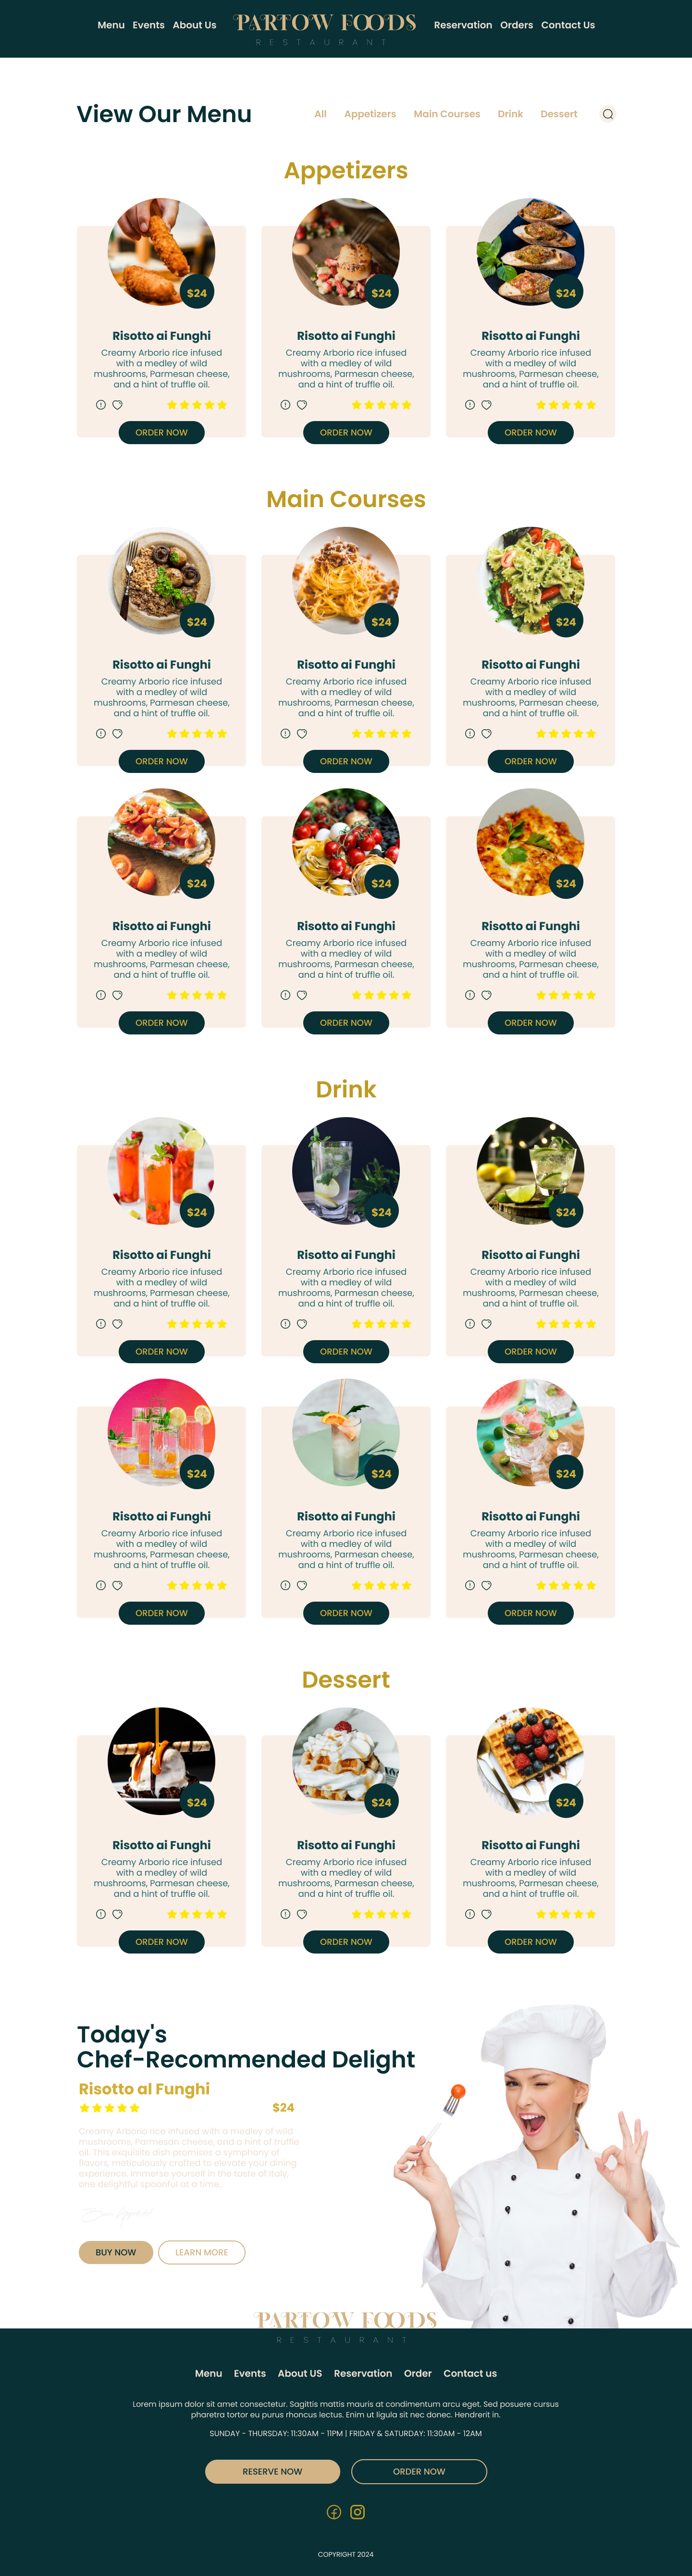 Menu Events About Us PARTOW FOODS Reservation Orders Contact Us
RESTAURANT
View Our Menu All Appetizers Main Courses Drink Dessert
Appetizers
$24 $24 $24
Risotto ai Funghi Risotto ai Funghi Risotto ai Funghi
Creamy Arborio rice infused Creamy Arborio rice infused Creamy Arborio rice infused
with a medley of wild with a medley of wild with a medley of wild
mushrooms, Parmesan cheese, mushrooms, Parmesan cheese, mushrooms, Parmesan cheese,
and a hint of truffle oil. and a hint of truffle oil. and a hint of truffle oil.
ORDER NOW ORDER NOW ORDER NOW
Main Courses
$24 $24 $24
Risotto ai Funghi Risotto ai Funghi Risotto ai Funghi
Creamy Arborio rice infused Creamy Arborio rice infused Creamy Arborio rice infused
with a medley of wild with a medley of wild with a medley of wild
mushrooms, Parmesan cheese, mushrooms, Parmesan cheese, mushrooms, Parmesan cheese,
and a hint of truffle oil. and a hint of truffle oil. and a hint of truffle oil.
ORDER NOW ORDER NOW ORDER NOW
$24 $24 $24
Risotto ai Funghi Risotto ai Funghi Risotto ai Funghi
Creamy Arborio rice infused Creamy Arborio rice infused Creamy Arborio rice infused
with a medley of wild with a medley of wild with a medley of wild
mushrooms, Parmesan cheese, mushrooms, Parmesan cheese, mushrooms, Parmesan cheese,
and a hint of truffle oil. and a hint of truffle oil. and a hint of truffle oil.
ORDER NOW ORDER NOW ORDER NOW
Drink
$24 $24 $24
Risotto ai Funghi Risotto ai Funghi Risotto ai Funghi
Creamy Arborio rice infused Creamy Arborio rice infused Creamy Arborio rice infused
with a medley of wild with a medley of wild with a medley of wild
mushrooms, Parmesan cheese, mushrooms, Parmesan cheese, mushrooms, Parmesan cheese,
and a hint of truffle oil. and a hint of truffle oil. and a hint of truffle oil.
ORDER NOW ORDER NOW ORDER NOW
$24 $24 $24
Risotto ai Funghi Risotto ai Funghi Risotto ai Funghi
Creamy Arborio rice infused Creamy Arborio rice infused Creamy Arborio rice infused
with a medley of wild with a medley of wild with a medley of wild
mushrooms, Parmesan cheese, mushrooms, Parmesan cheese, mushrooms, Parmesan cheese,
and a hint of truffle oil. and a hint of truffle oil. and a hint of truffle oil.
ORDER NOW ORDER NOW ORDER NOW
Dessert
$24 $24 $24
Risotto ai Funghi Risotto ai Funghi Risotto ai Funghi
Creamy Arborio rice infused Creamy Arborio rice infused Creamy Arborio rice infused
with a medley of wild with a medley of wild with a medley of wild
mushrooms, Parmesan cheese, mushrooms, Parmesan cheese, mushrooms, Parmesan cheese,
and a hint of truffle oil. and a hint of truffle oil. and a hint of truffle oil.
ORDER NOW ORDER NOW ORDER NOW
Today's
Chef-Recommended Delight
Risotto al Funghi
$24
Creamy Arborio rice infused with a medley of wild
mushrooms, Parmesan cheese, and a hint of truffle
oil. This exquisite dish promises a symphony of
flavors, meticulously crafted to elevate your dining
experience. Immerse yourself in the taste of Italy,
one delightful spoonful at a time.
BUY NOW LEARN MORE
PARTOW FOODS
RESTAURANT
Menu Events About US Reservation Order Contact us
Lorem ipsum dolor sit amet consectetur. Sagittis mattis mauris at condimentum arcu eget. Sed posuere cursus
pharetra tortor eu purus rhoncus lectus. Enim ut ligula sit nec donec. Hendrerit in.
SUNDAY - THURSDAY: 11:30AM - 11PM | FRIDAY & SATURDAY: 11:30AM - 12AM
RESERVE NOW ORDER NOW
COPYRIGHT 2024